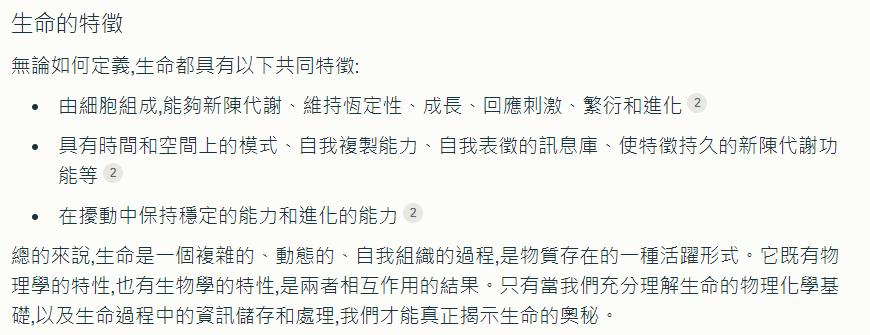 生命的特徵
無論如何定義,生命都具有以下共同特徵:
• 由細胞組成,能夠新陳代謝、維持恆定性、成長、回應刺激、繁衍和進化 2
• 具有時間和空間上的模式、自我複製能力、自我表徵的訊息庫、使特徵持久的新陳代謝功
能等 2
• 在擾動中保持穩定的能力和進化的能力 2
總的來說,生命是一個複雜的、動態的、自我組織的過程,是物質存在的一種活躍形式。它既有物
理學的特性,也有生物學的特性,是兩者相互作用的結果。只有當我們充分理解生命的物理化學基
礎,以及生命過程中的資訊儲存和處理,我們才能真正揭示生命的奧秘。